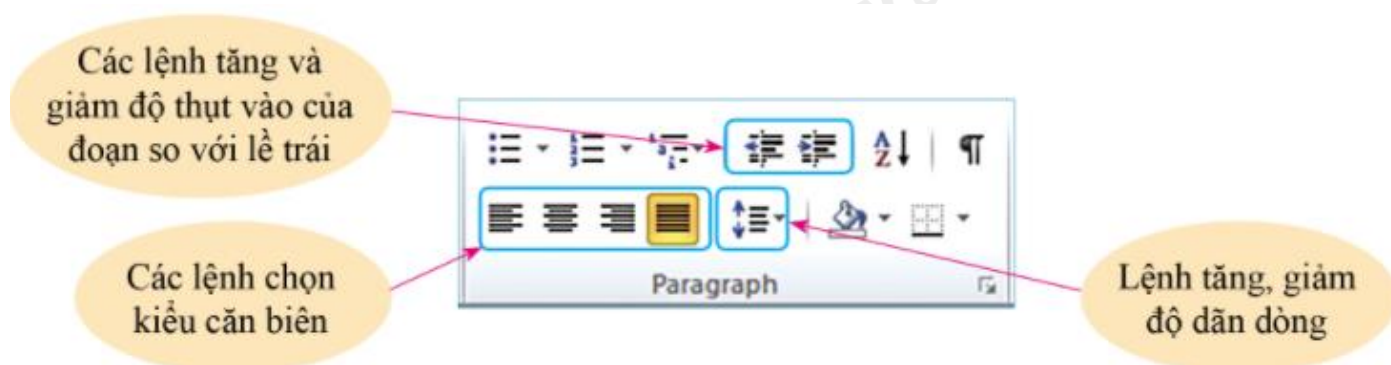 Các lệnh tăng và
giảm độ thụt vào của
đoạn so với lề trái
Các lệnh chọn
kiểu căn biên
Paragraph
Lệnh tăng, giảm
độ dãn dòng